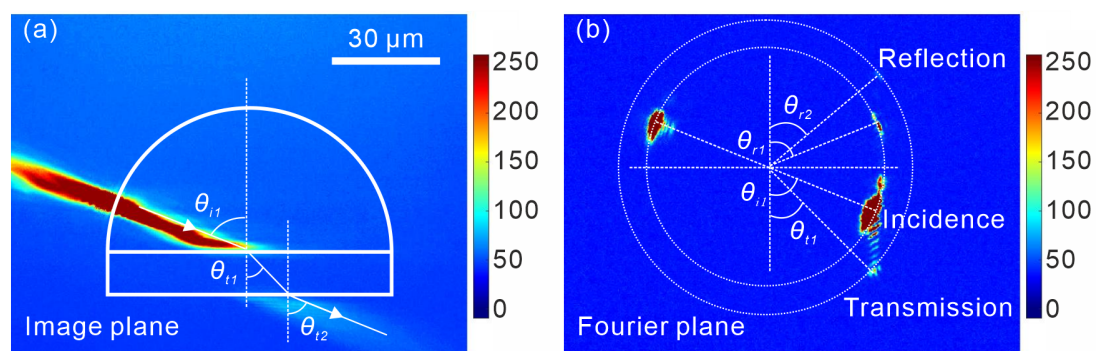 (a)
30 μm
θi1
θt1
θt2
Image plane
250
200
150
100
50
0
(b)
Reflection
θr2
θr1
θi1
θt1
Incidence
Transmission
Fourier plane
250
200
150
100
50
0